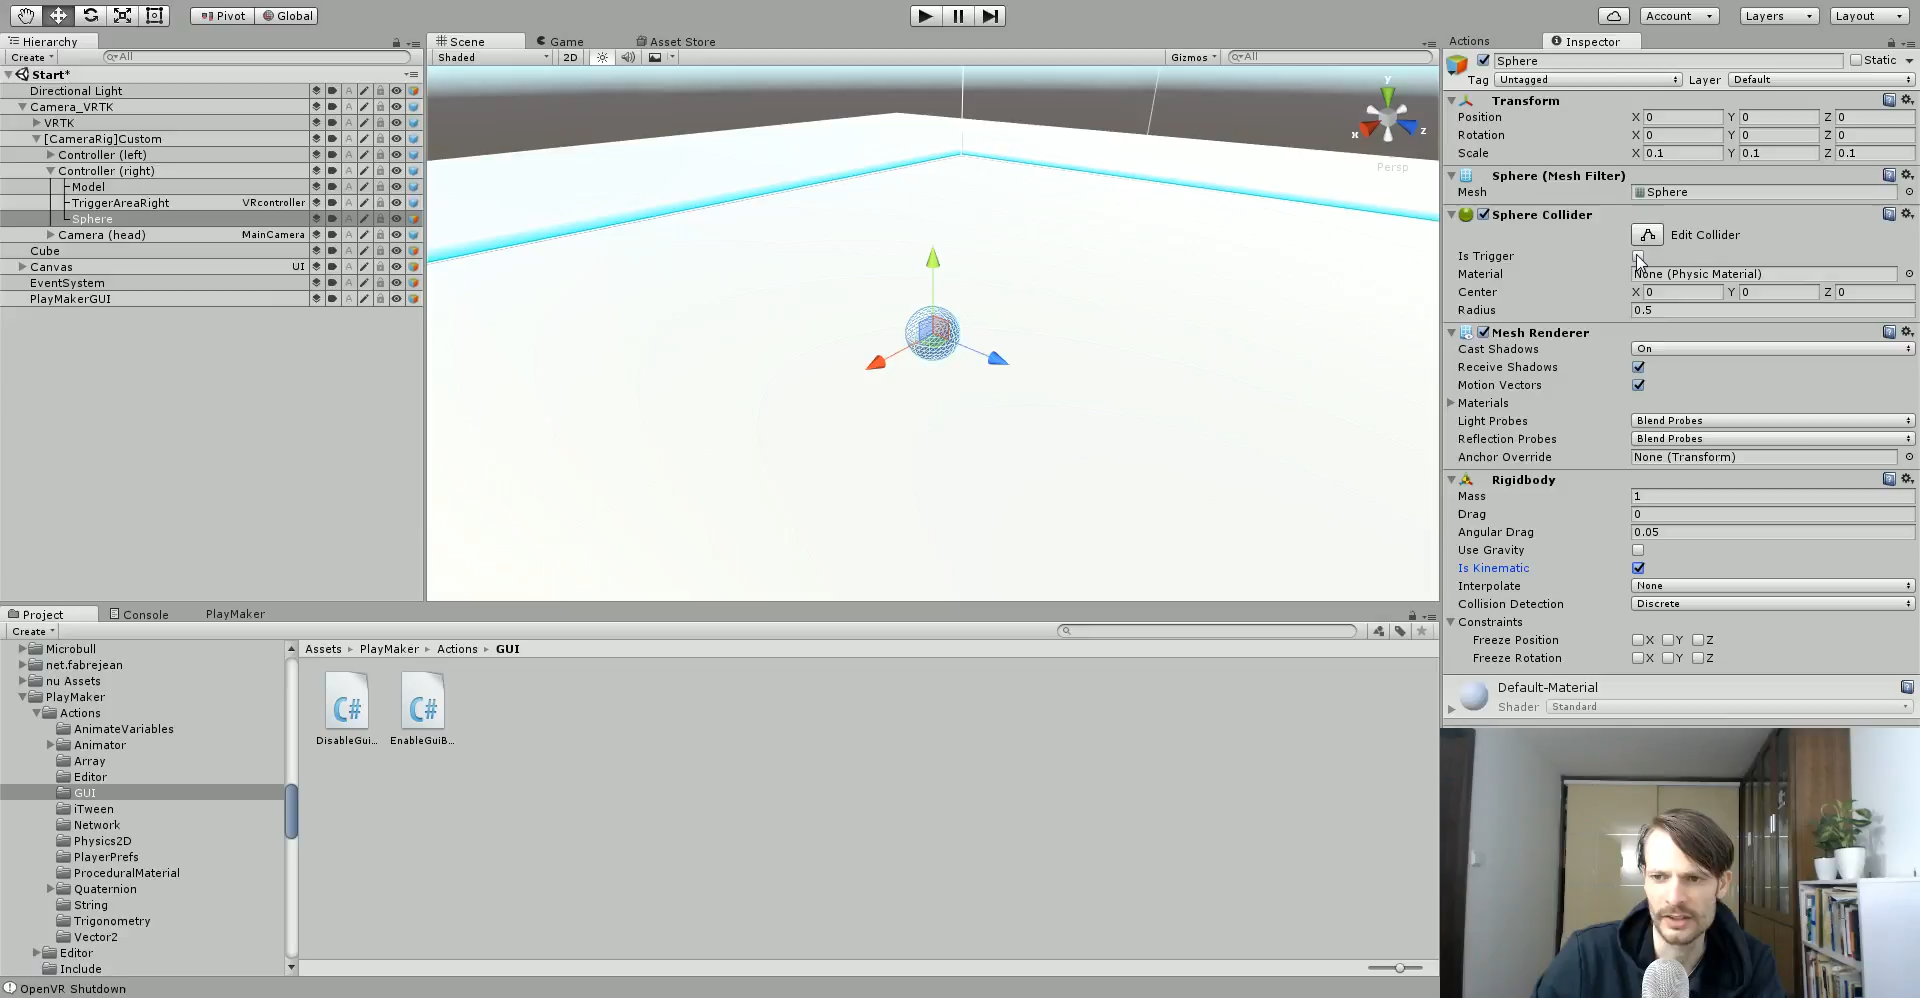 Pivot Global
Account Layers Layout
Hierarchy
Create All
Start*
Directional Light
Camera_VRTK
VRTK
[CameraRig]Custom
Controller (left)
Controller (right)
Model
TriggerAreaRight VRcontroller
Sphere
Camera (head) MainCamera
Cube
Canvas UI
EventSystem
PlayMakerGUI
Scene Game Asset Store
Shaded 2D Gizmos All
y
x z
Persp
Actions Inspector
Sphere Static
Tag Untagged Layer Default
Transform
Position X 0 Y 0 Z 0
Rotation X 0 Y 0 Z 0
Scale X 0.1 Y 0.1 Z 0.1
Sphere (Mesh Filter)
Mesh Sphere
Sphere Collider
Edit Collider
Is Trigger
Material None (Physic Material)
Center X 0 Y 0 Z 0
Radius 0.5
Mesh Renderer
Cast Shadows On
Receive Shadows
Motion Vectors
Materials
Light Probes Blend Probes
Reflection Probes Blend Probes
Anchor Override None (Transform)
Rigidbody
Mass 1
Drag 0
Angular Drag 0.05
Use Gravity
Is Kinematic
Interpolate None
Collision Detection Discrete
Constraints
Freeze Position X Y Z
Freeze Rotation X Y Z
Default-Material
Shader Standard
Project Console PlayMaker
Create
Microbull
net.fabrejean
nu Assets
PlayMaker
Actions
AnimateVariables
Animator
Array
Editor
GUI
iTween
Network
Physics2D
PlayerPrefs
ProceduralMaterial
Quaternion
String
Trigonometry
Vector2
Editor
Include
Assets PlayMaker Actions GUI
C# C#
DisableGui... EnableGuiB...
OpenVR Shutdown